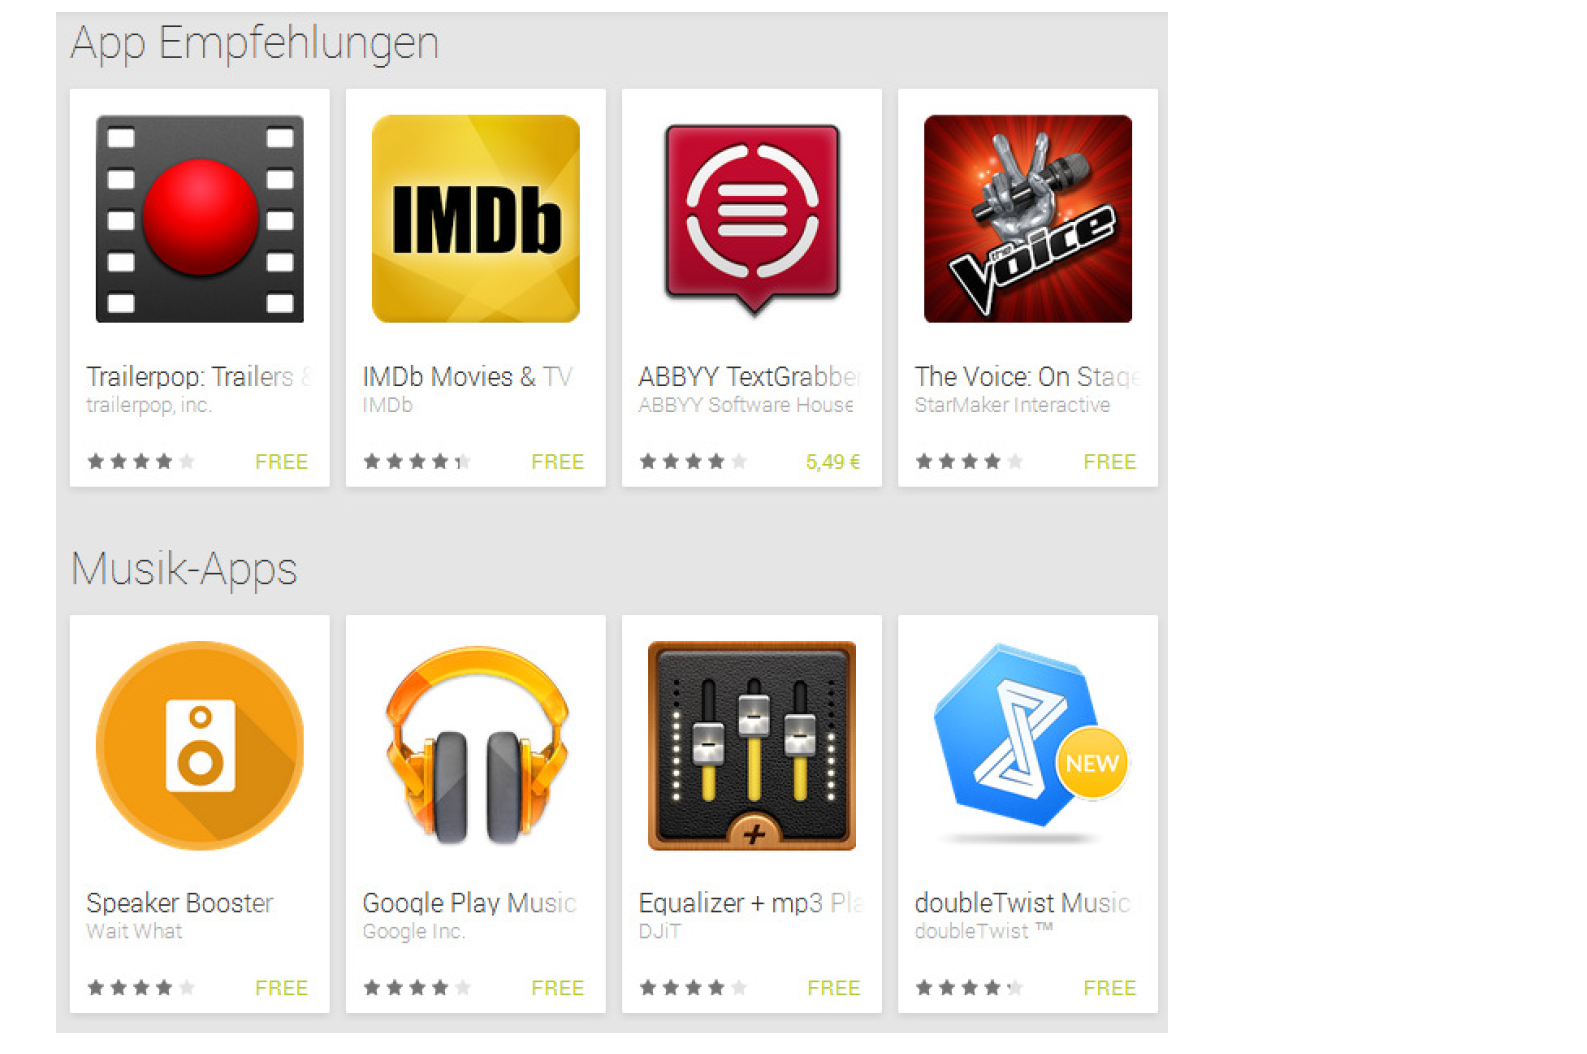 App Empfehlungen
IMDb
the Voice
Trailerpop: Trailers &
IMDb Movies & TV
ABBYY TextGrabber
The Voice: On Stage
trailerpop, inc.
IMDb
ABBYY Software House
StarMaker Interactive
FREE
FREE
5,49 €
FREE
Musik-Apps
NEW
Speaker Booster
Google Play Music
Equalizer + mp3 Pla
doubleTwist Music
Wait What
Google Inc.
DJiT
doubleTwist ™
FREE
FREE
FREE
FREE